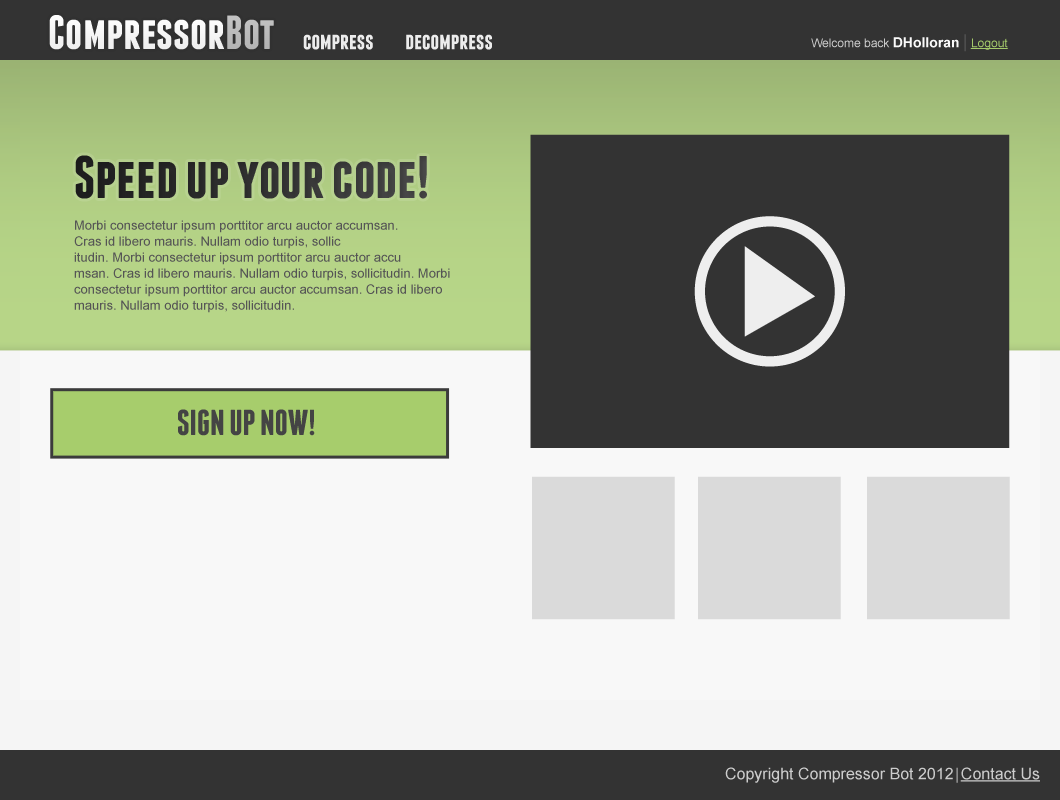 CompressorBot
COMPRESS
DECOMPRESS
Welcome back DHolloran | Logout
Speed up your code!
Morbi consectetur ipsum porttitor arcu auctor accumsan.
Cras id libero mauris. Nullam odio turpis, sollic
itudin. Morbi consectetur ipsum porttitor arcu auctor accu
msan. Cras id libero mauris. Nullam odio turpis, sollicitudin. Morbi
consectetur ipsum porttitor arcu auctor accumsan. Cras id libero
mauris. Nullam odio turpis, sollicitudin.
SIGN UP NOW!
Copyright Compressor Bot 2012|Contact Us